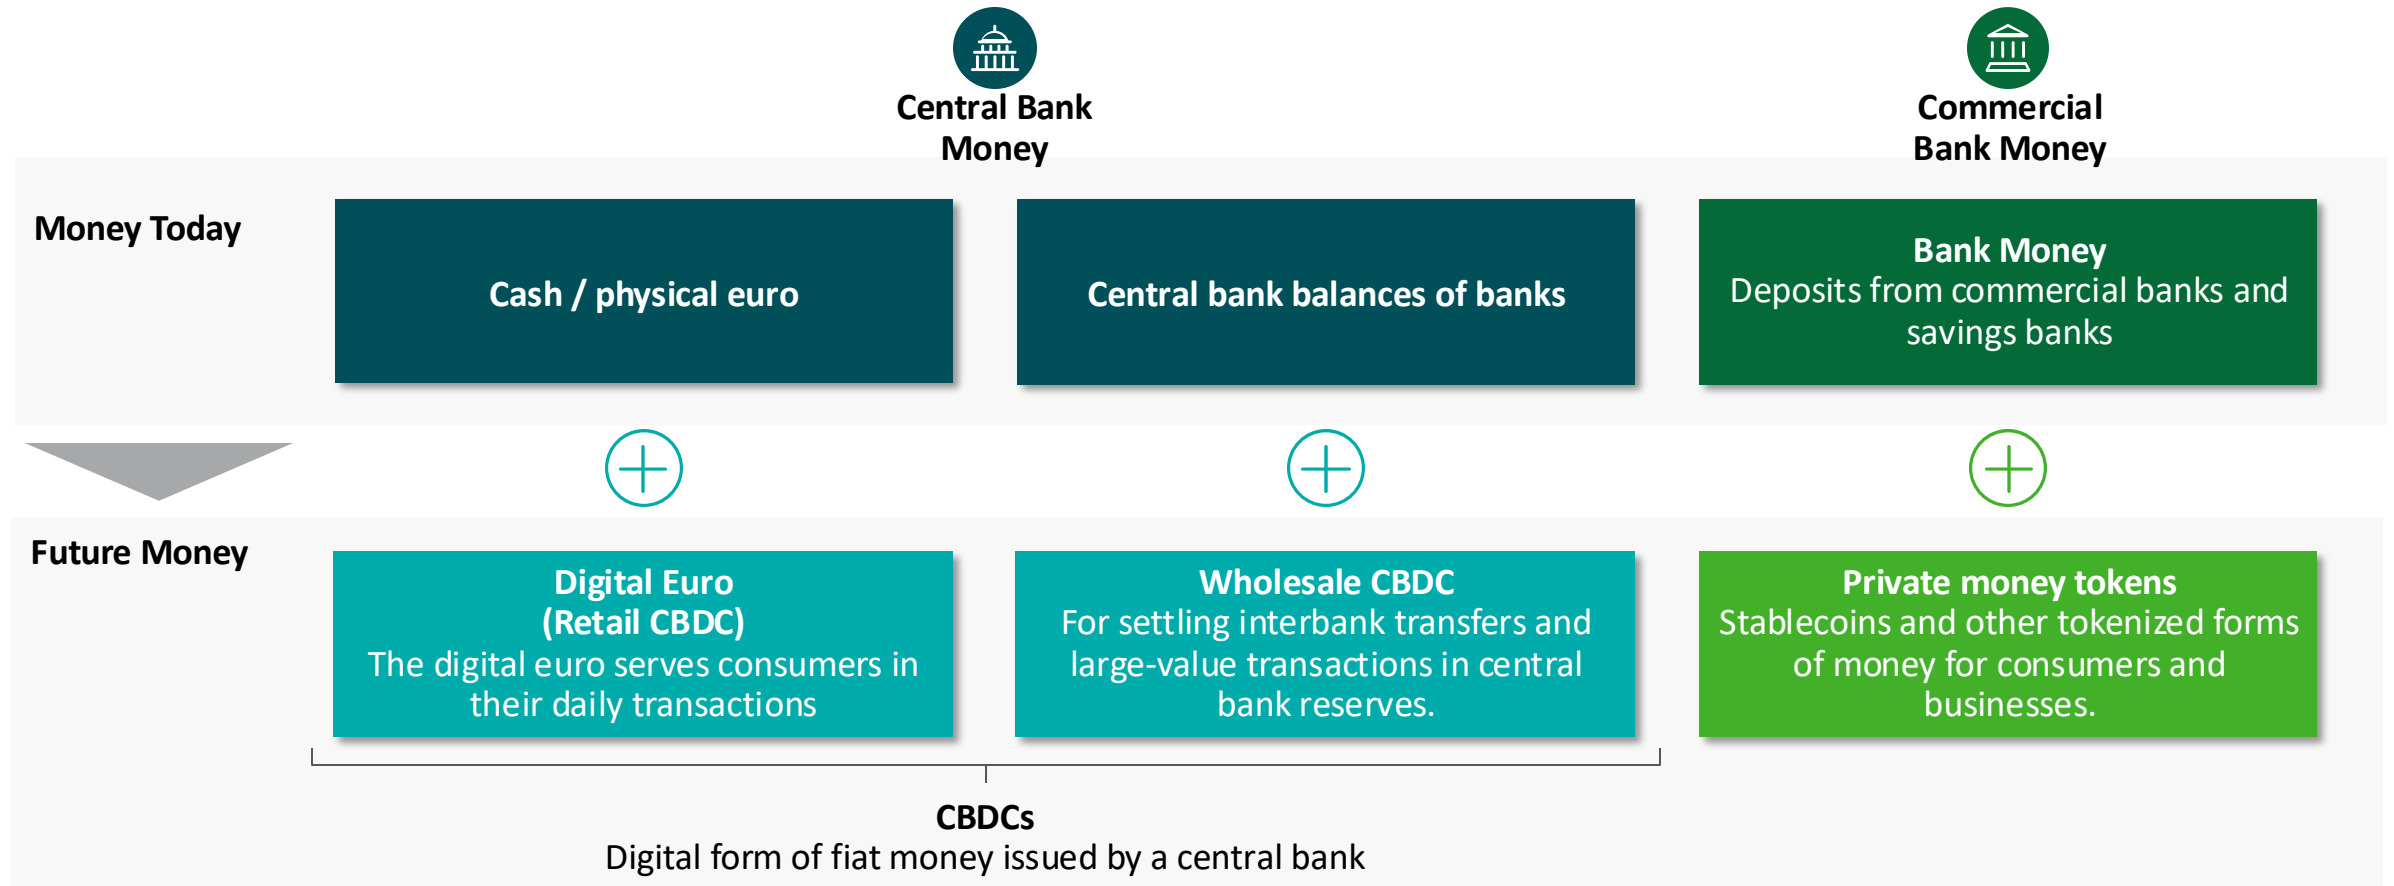 Central Bank
Money
Commercial
Bank Money
Money Today
Cash / physical euro
Central bank balances of banks
Bank Money
Deposits from commercial banks and
savings banks
Future Money
Digital Euro
(Retail CBDC)
The digital euro serves consumers in
their daily transactions
Wholesale CBDC
For settling interbank transfers and
large-value transactions in central
bank reserves.
Private money tokens
Stablecoins and other tokenized forms
of money for consumers and
businesses.
CBDCs
Digital form of fiat money issued by a central bank